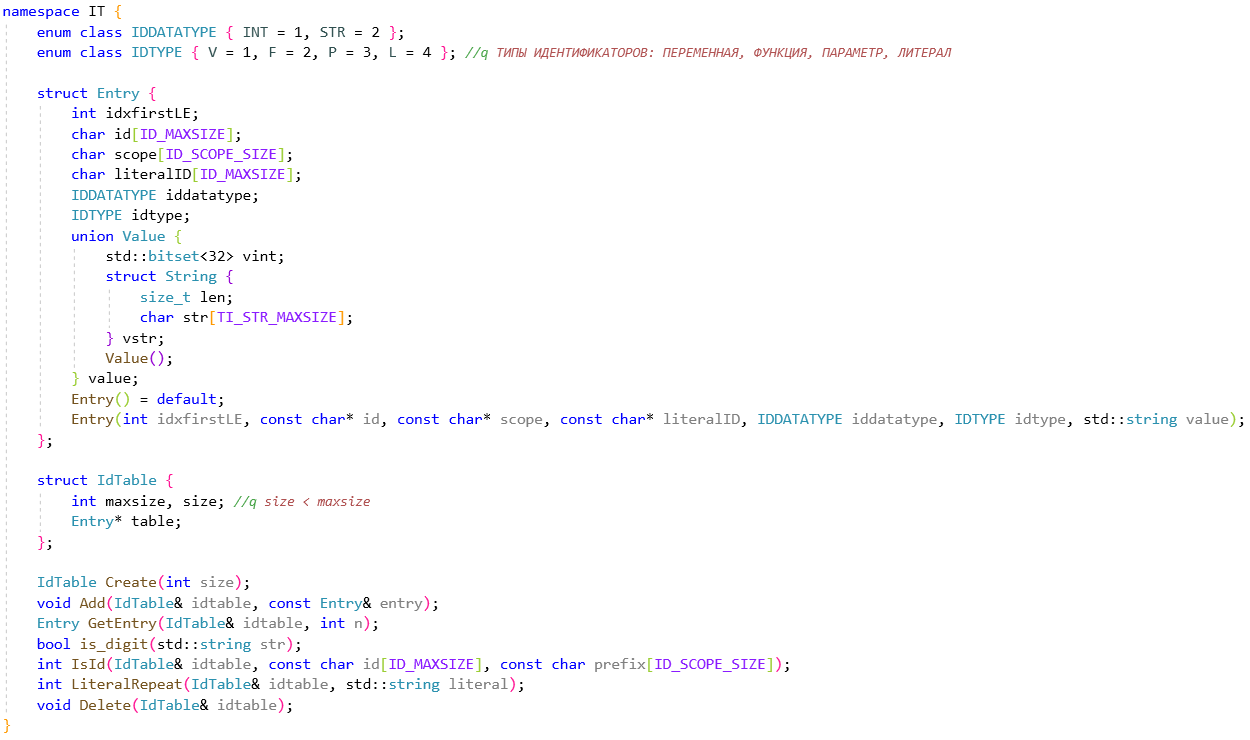 namespace IT {
enum class IDDATATYPE { INT = 1, STR = 2 };
enum class IDTYPE { V = 1, F = 2, P = 3, L = 4 }; //q ТИПЫ ИДЕНТИФИКАТОРОВ: ПЕРЕМЕННАЯ, ФУНКЦИЯ, ПАРАМЕТР, ЛИТЕРАЛ
struct Entry {
int idxfirstLE;
char id[ID_MAXSIZE];
char scope[ID_SCOPE_SIZE];
char literalID[ID_MAXSIZE];
IDDATATYPE iddatatype;
IDTYPE idtype;
union Value {
std::bitset<32> vint;
struct String {
size_t len;
char str[TI_STR_MAXSIZE];
} vstr;
Value();
} value;
Entry() = default;
Entry(int idxfirstLE, const char* id, const char* scope, const char* literalID, IDDATATYPE iddatatype, IDTYPE idtype, std::string value);
};
struct IdTable {
int maxsize, size; //q size < maxsize
Entry* table;
};
IdTable Create(int size);
void Add(IdTable& idtable, const Entry& entry);
Entry GetEntry(IdTable& idtable, int n);
bool is_digit(std::string str);
int IsId(IdTable& idtable, const char id[ID_MAXSIZE], const char prefix[ID_SCOPE_SIZE]);
int LiteralRepeat(IdTable& idtable, std::string literal);
void Delete(IdTable& idtable);
}